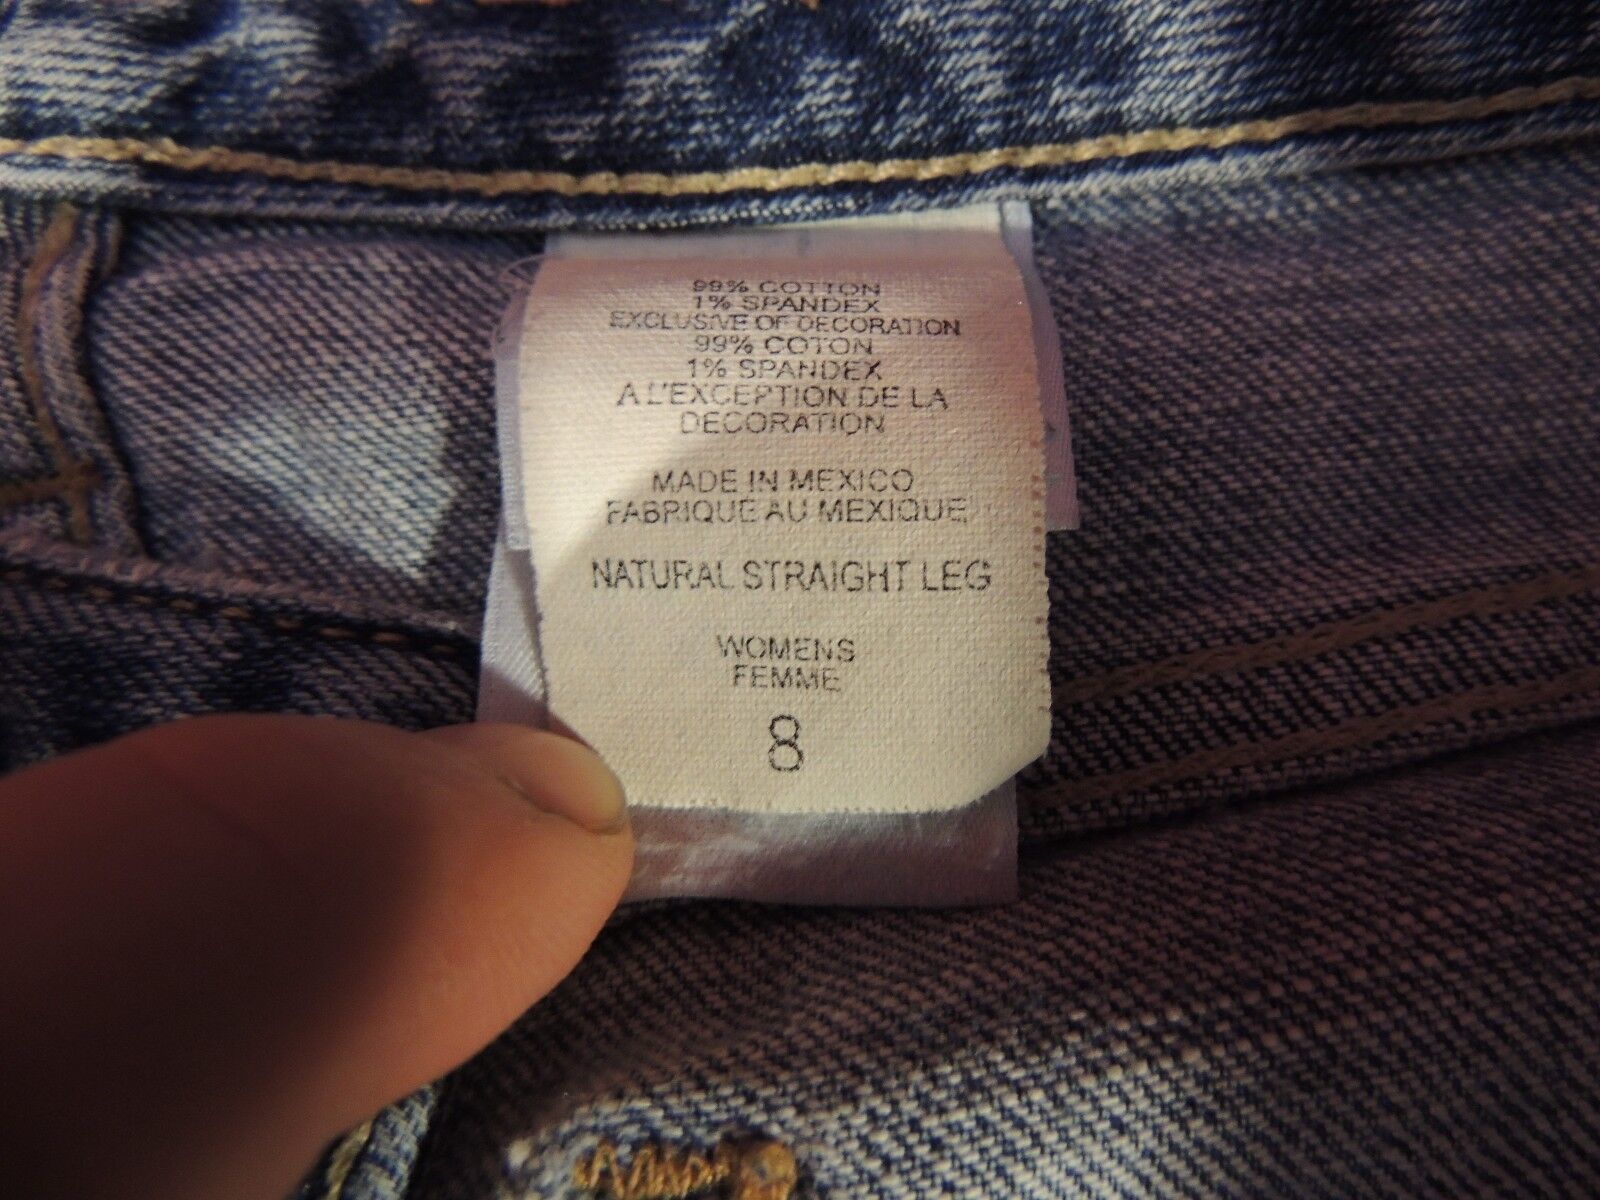 99% COTTON
1% SPANDEX
EXCLUSIVE OF DECORATION
99% COTON
1% SPANDEX
A L'EXCEPTION DE LA
DECORATION
MADE IN MEXICO
FABRIQUE AU MEXIQUE
NATURAL STRAIGHT LEG
WOMENS
FEMME
8